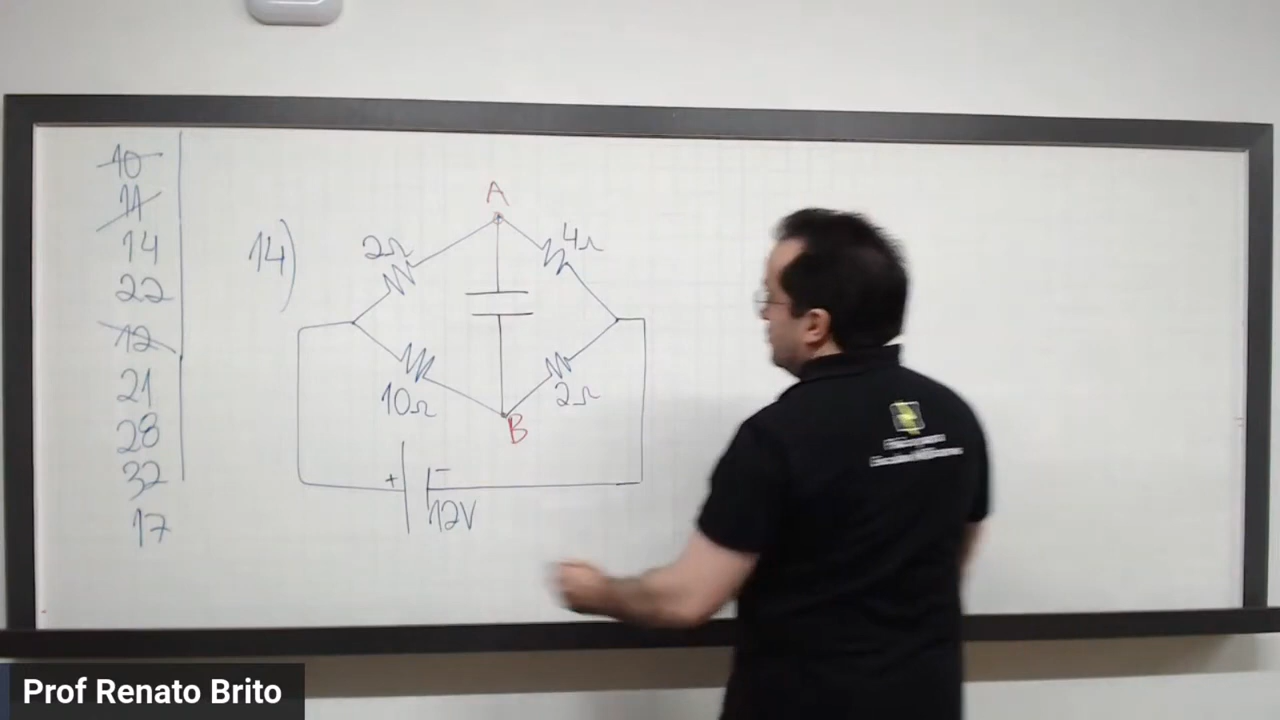 10
11
14
22
12
21
28
32
17
14)
A
2Ω
4Ω
10Ω
2Ω
B
+
-
12V
Prof Renato Brito